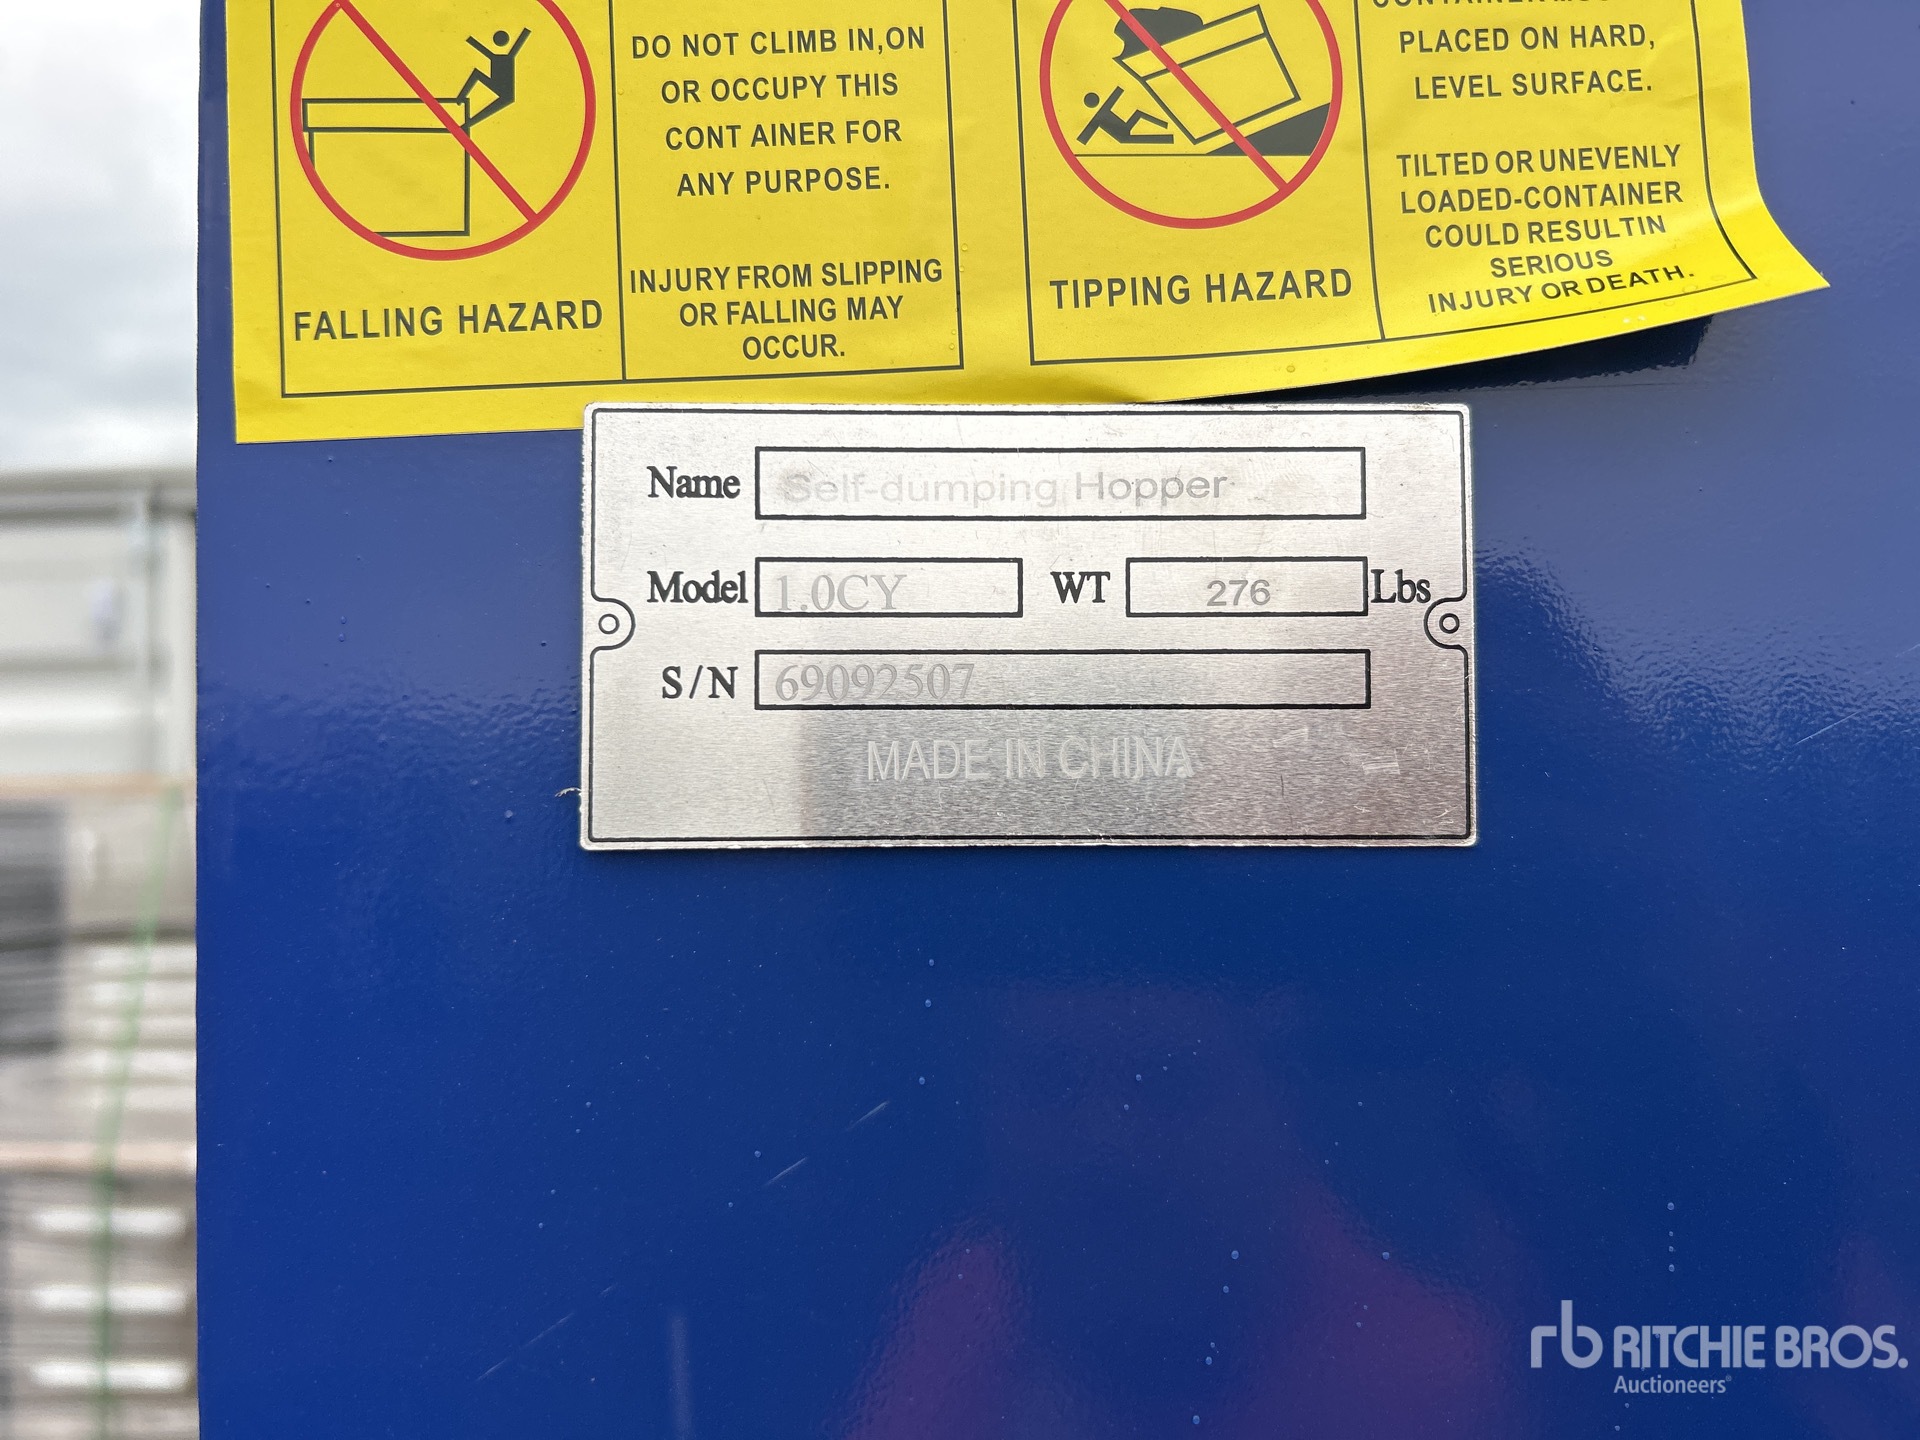 DO NOT CLIMB IN,ON
OR OCCUPY THIS
CONT AINER FOR
ANY PURPOSE.
INJURY FROM SLIPPING
OR FALLING MAY
OCCUR.
FALLING HAZARD
PLACED ON HARD,
LEVEL SURFACE.
TILTED OR UNEVENLY
LOADED-CONTAINER
COULD RESULTIN
SERIOUS
INJURY OR DEATH.
TIPPING HAZARD
Name Self-dumping Hopper
Model 1.0CY WT 276 Lbs
S/N 69092507
MADE IN CHINA
rb RITCHIE BROS.
Auctioneers